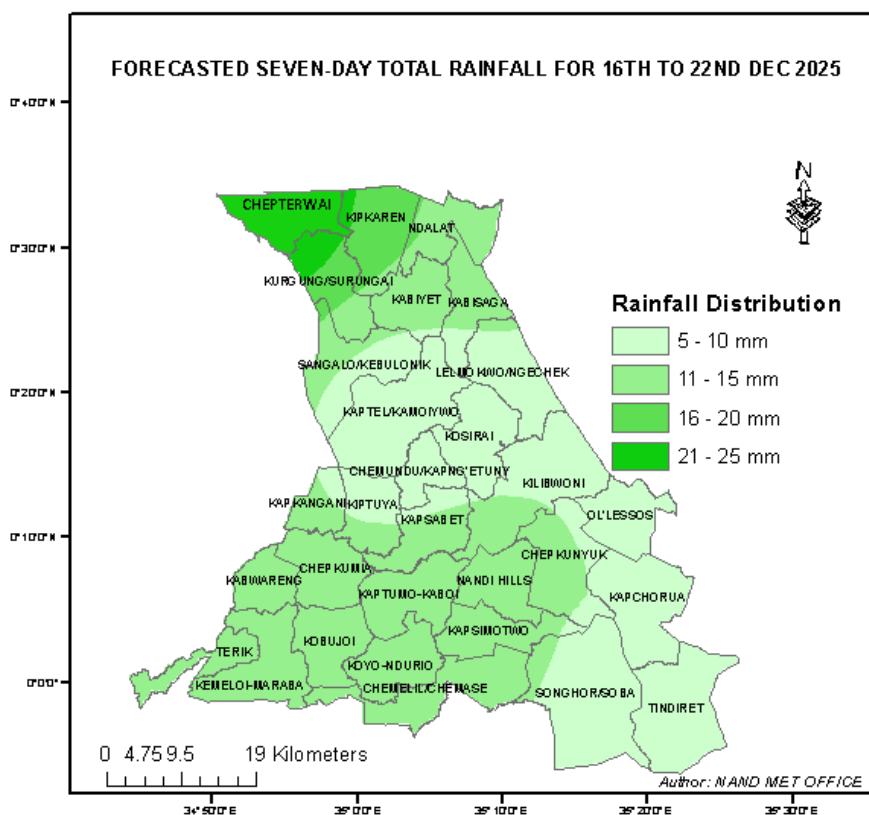 FORECASTED SEVEN-DAY TOTAL RAINFALL FOR 16TH TO 22ND DEC 2025
0°40'0"N
N
CHEPTERWAI
KIPKAREN
NDALAT
0°30'0"N
KURGUNG/SURUNGAI
KABIYET
KABISAGA
Rainfall Distribution
5 - 10 mm
11 - 15 mm
16 - 20 mm
21 - 25 mm
SANGALO/KEBULONIK
LELMOKWO/NGECHEK
0°20'0"N
KAPTEL/KAMOIYWO
KOSIRAI
CHEMUNDU/KAPNG'ETUNY
KILIBWONI
KAPKANGANI
KIPTUYA
KAPSABET
OL'LESSOS
0°10'0"N
CHEPKUNYUK
KABWARENG
CHEPKUMIA
NANDI HILLS
KAPTUMO-KABOI
KAPCHORUA
KAPSIMOTWO
TERIK
KOBUJOI
KOYO-NDURIO
0°0'0"
KEMELOI-MARABA
CHEMELIL/CHEMASE
SONGHOR/SOBA
TINDIRET
0 4.75 9.5 19 Kilometers
Author: NAND MET OFFICE
34°50'0"E
35°0'0"E
35°10'0"E
35°20'0"E
35°30'0"E